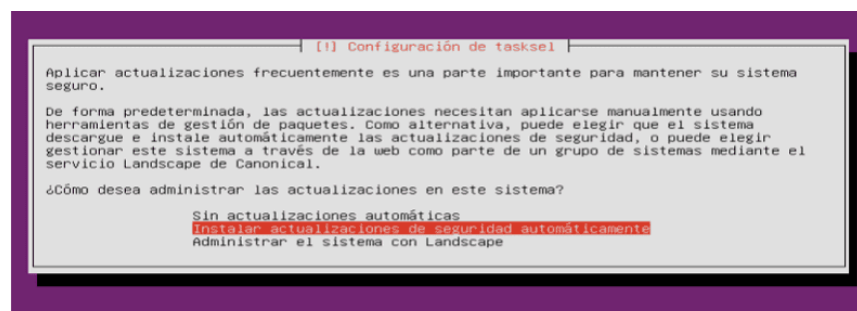 [!] Configuración de tasksel
Aplicar actualizaciones frecuentemente es una parte importante para mantener su sistema
seguro.
De forma predeterminada, las actualizaciones necesitan aplicarse manualmente usando
herramientas de gestión de paquetes. Como alternativa, puede elegir que el sistema
descargue e instale automáticamente las actualizaciones de seguridad, o puede elegir
gestionar este sistema a través de la web como parte de un grupo de sistemas mediante el
servicio Landscape de Canonical.
¿Cómo desea administrar las actualizaciones en este sistema?
Sin actualizaciones automáticas
Instalar actualizaciones de seguridad automáticamente
Administrar el sistema con Landscape